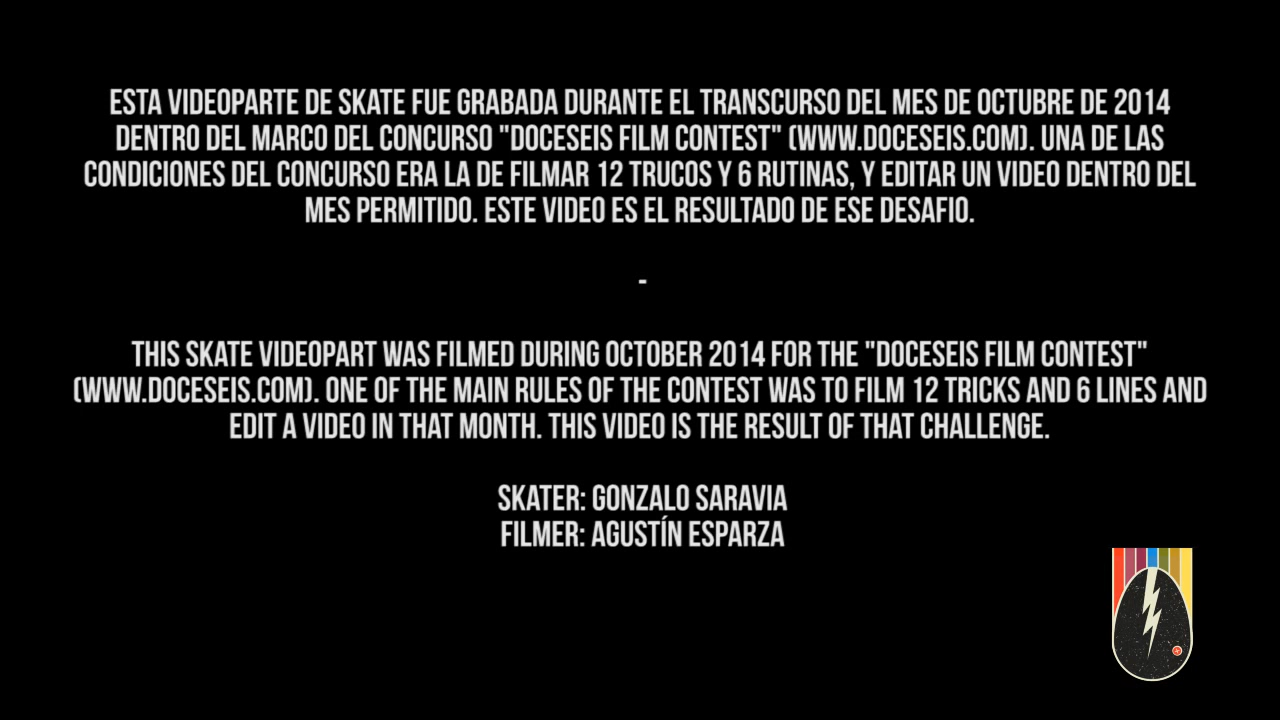 ESTA VIDEOPARTE DE SKATE FUE GRABADA DURANTE EL TRANSCURSO DEL MES DE OCTUBRE DE 2014
DENTRO DEL MARCO DEL CONCURSO "DOCESEIS FILM CONTEST" (WWW.DOCESEIS.COM). UNA DE LAS
CONDICIONES DEL CONCURSO ERA LA DE FILMAR 12 TRUCOS Y 6 RUTINAS, Y EDITAR UN VIDEO DENTRO DEL
MES PERMITIDO. ESTE VIDEO ES EL RESULTADO DE ESE DESAFIO.
-
THIS SKATE VIDEOPART WAS FILMED DURING OCTOBER 2014 FOR THE "DOCESEIS FILM CONTEST"
(WWW.DOCESEIS.COM). ONE OF THE MAIN RULES OF THE CONTEST WAS TO FILM 12 TRICKS AND 6 LINES AND
EDIT A VIDEO IN THAT MONTH. THIS VIDEO IS THE RESULT OF THAT CHALLENGE.
SKATER: GONZALO SARAVIA
FILMER: AGUSTÍN ESPARZA